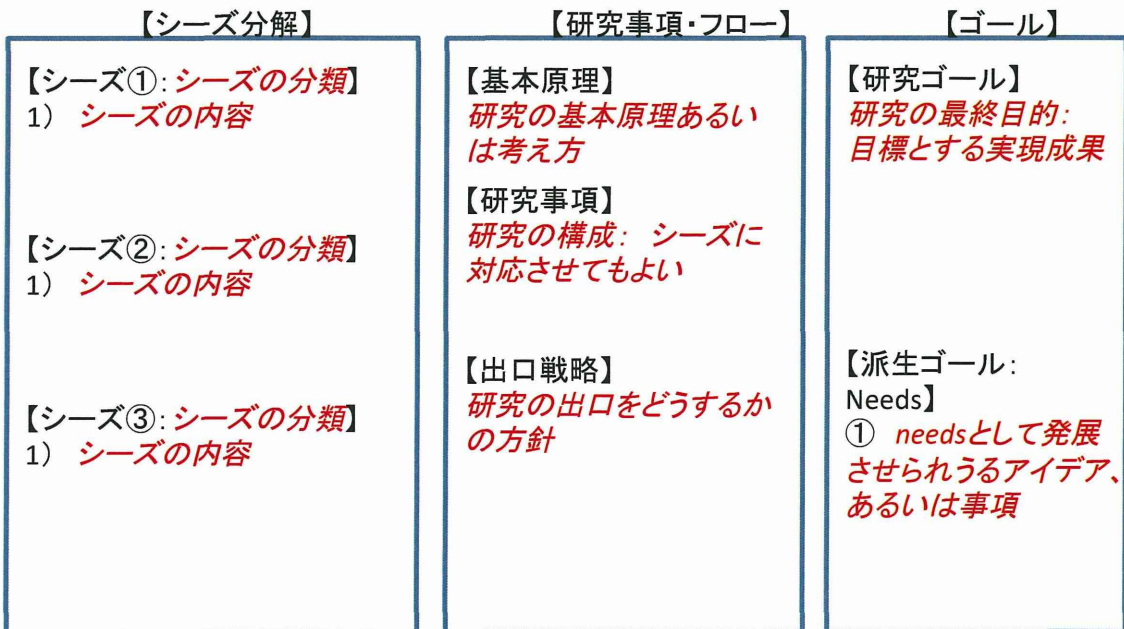 【シーズ分解】
【シーズ①:シーズの分類】
1) シーズの内容
【シーズ②:シーズの分類】
1) シーズの内容
【シーズ③:シーズの分類】
1) シーズの内容
【研究事項・フロー】
【基本原理】
研究の基本原理あるい
は考え方
【研究事項】
研究の構成: シーズに
対応させてもよい
【出口戦略】
研究の出口をどうするか
の方針
【ゴール】
【研究ゴール】
研究の最終目的:
目標とする実現成果
【派生ゴール:
Needs】
① needsとして発展
させられうるアイデア、
あるいは事項